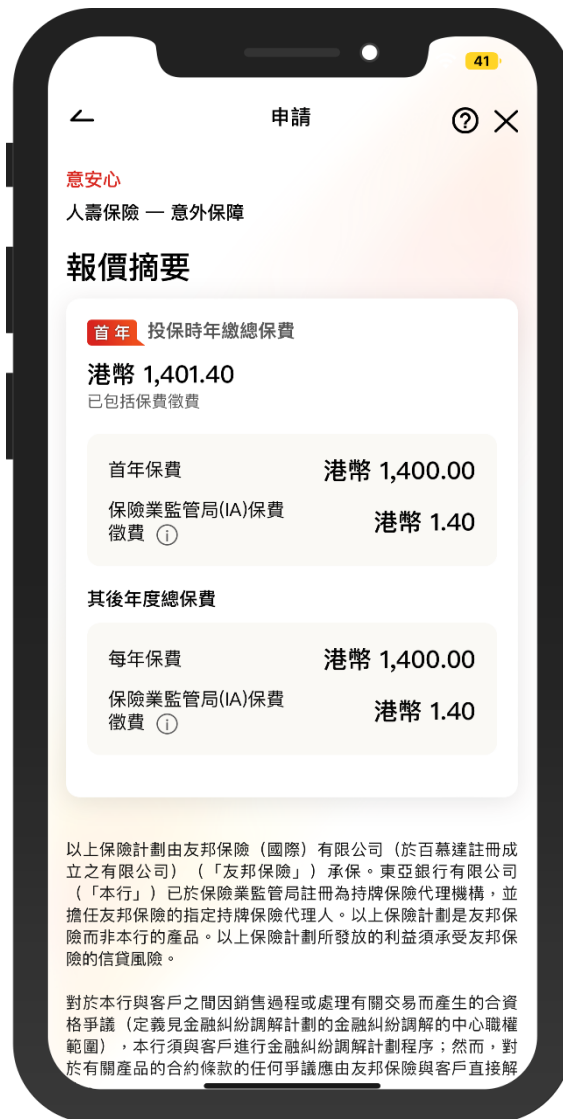 41
申請
意安心
人壽保險 — 意外保障
報價摘要
首年 投保時年繳總保費
港幣 1,401.40
已包括保費徵費
首年保費 港幣 1,400.00
保險業監管局(IA)保費
徵費 港幣 1.40
其後年度總保費
每年保費 港幣 1,400.00
保險業監管局(IA)保費
徵費 港幣 1.40
以上保險計劃由友邦保險（國際）有限公司（於百慕達註冊成
立之有限公司）（「友邦保險」）承保。東亞銀行有限公司
（「本行」）已於保險業監管局註冊為持牌保險代理機構，並
擔任友邦保險的指定持牌保險代理人。以上保險計劃是友邦保
險而非本行的產品。以上保險計劃所發放的利益須承受友邦保
險的信貸風險。
對於本行與客戶之間因銷售過程或處理有關交易而產生的合資
格爭議（定義見金融糾紛調解計劃的金融糾紛調解的中心職權
範圍），本行須與客戶進行金融糾紛調解計劃程序；然而，對
於有關產品的合約條款的任何爭議應由友邦保險與客戶直接解